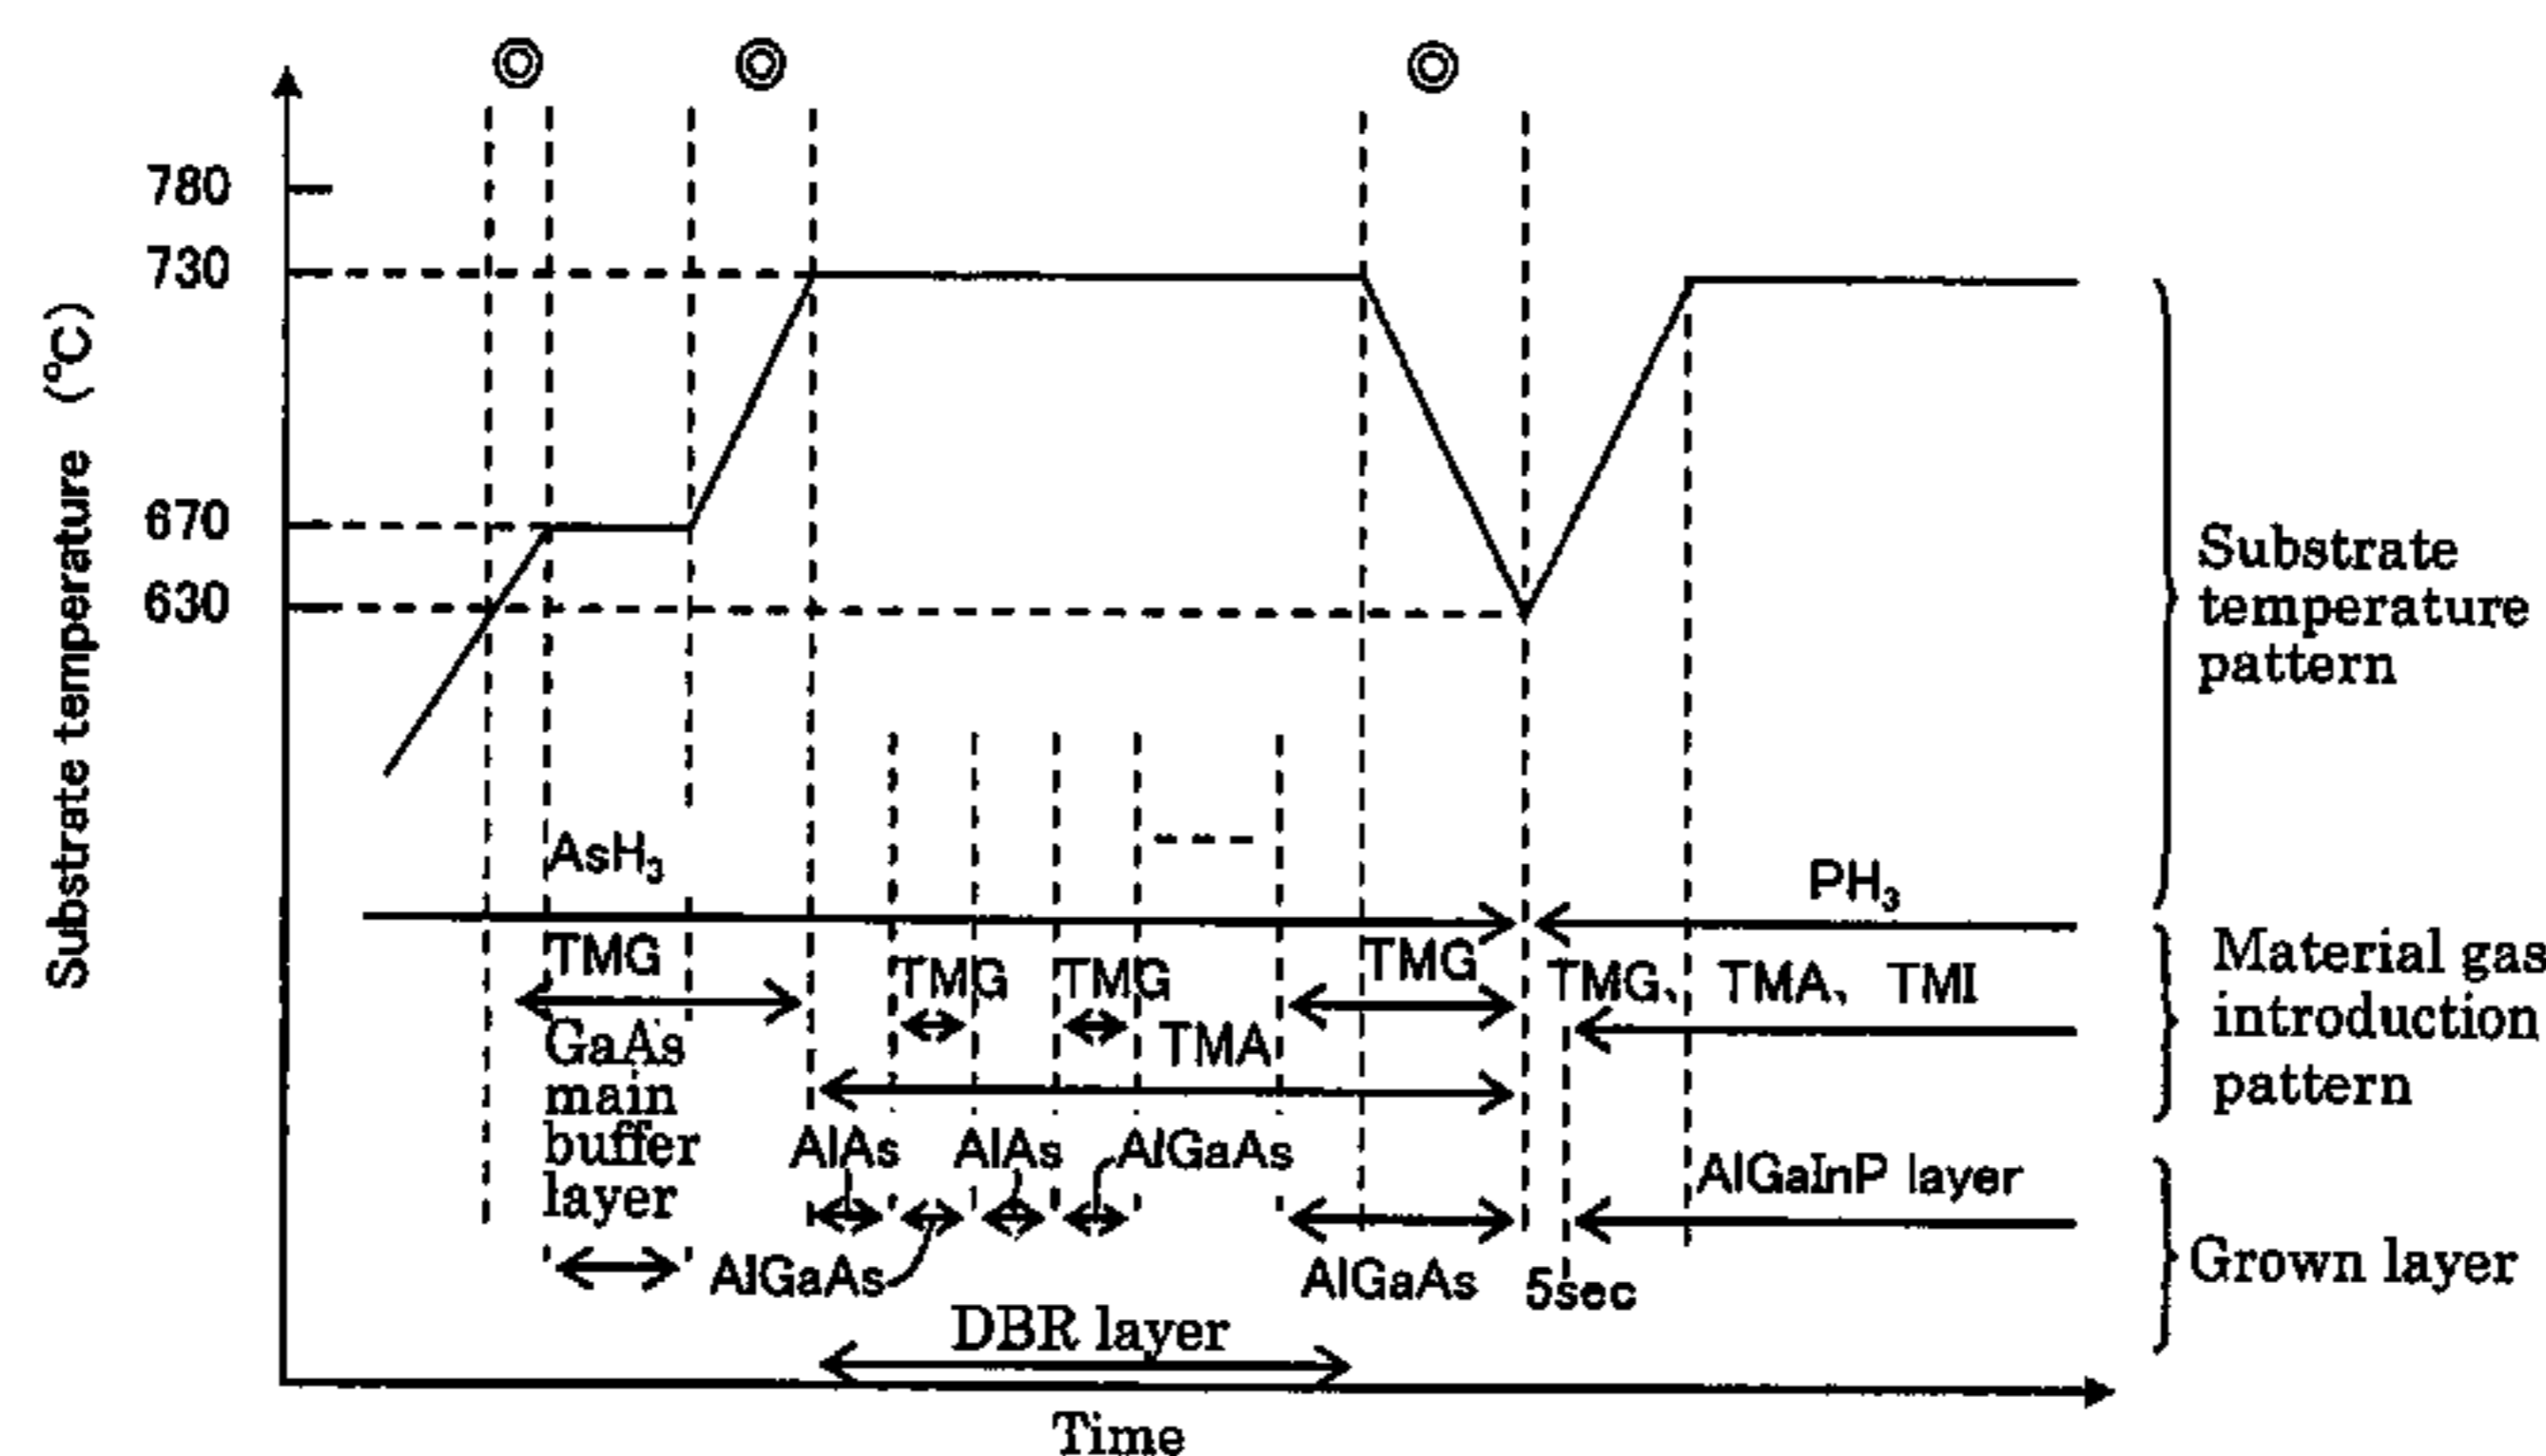 ◎ ◎ ◎
Substrate temperature (℃)
780
730
670
630
Substrate
temperature
pattern
AsH₃
PH₃
TMG
TMG
TMG
TMG
TMG、 TMA、 TMI
TMA
Material gas
introduction
pattern
GaAs
main
buffer
layer
AlAs
AlAs
AlGaAs
AlGaInP layer
AlGaAs
AlGaAs
5sec
Grown layer
DBR layer
Time